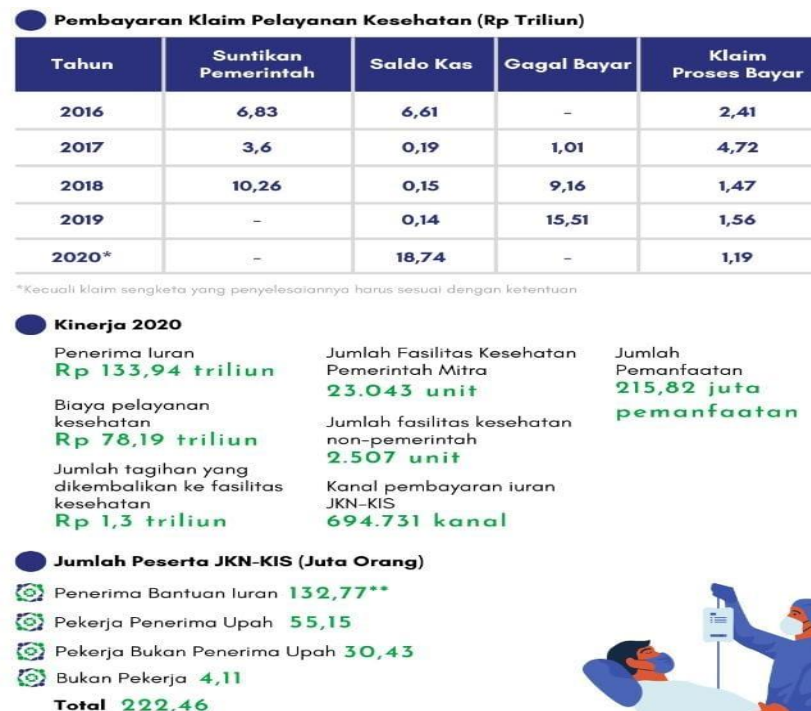 Pembayaran Klaim Pelayanan Kesehatan (Rp Triliun)
Tahun Suntikan Pemerintah Saldo Kas Gagal Bayar Klaim Proses Bayar
2016 6,83 6,61 - 2,41
2017 3,6 0,19 1,01 4,72
2018 10,26 0,15 9,16 1,47
2019 - 0,14 15,51 1,56
2020* - 18,74 - 1,19
*Kecuali klaim sengketa yang penyelesaiannya harus sesuai dengan ketentuan
Kinerja 2020
Penerima Iuran
Rp 133,94 triliun
Biaya pelayanan
kesehatan
Rp 78,19 triliun
Jumlah tagihan yang
dikembalikan ke fasilitas
kesehatan
Rp 1,3 triliun
Jumlah Fasilitas Kesehatan
Pemerintah Mitra
23.043 unit
Jumlah fasilitas kesehatan
non-pemerintah
2.507 unit
Kanal pembayaran iuran
JKN-KIS
694.731 kanal
Jumlah
Pemanfaatan
215,82 juta
pemanfaatan
Jumlah Peserta JKN-KIS (Juta Orang)
Penerima Bantuan Iuran 132,77**
Pekerja Penerima Upah 55,15
Pekerja Bukan Penerima Upah 30,43
Bukan Pekerja 4,11
Total 222,46